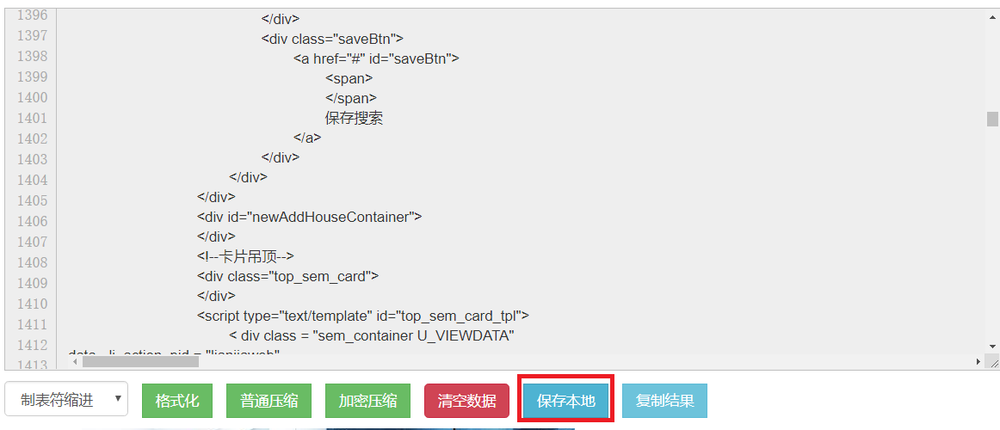 1396
</div>
1397
<div class="saveBtn">
1398
<a href="#" id="saveBtn">
1399
<span>
1400
</span>
1401
保存搜索
1402
</a>
1403
</div>
1404
</div>
1405
</div>
1406
<div id="newAddHouseContainer">
1407
</div>
1408
<!--卡片吊顶-->
1409
<div class="top_sem_card">
1410
</div>
1411
<script type="text/template" id="top_sem_card_tpl">
1412
< div class = "sem_container U_VIEWDATA"
1413
制表符缩进 格式化 普通压缩 加密压缩 清空数据 保存本地 复制结果